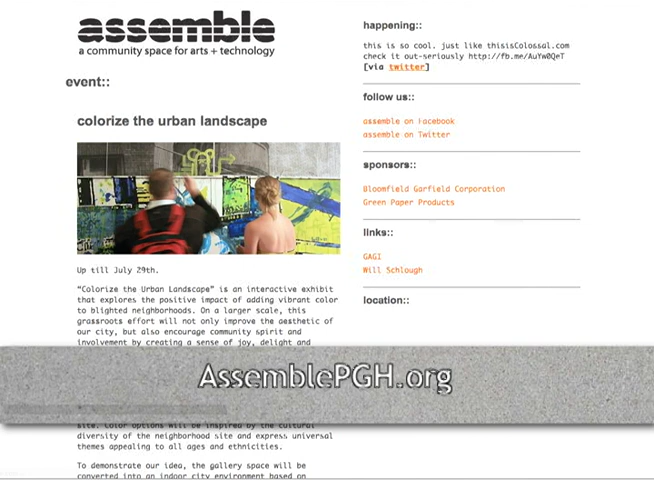 assemble
a community space for arts + technology
event::
colorize the urban landscape
Up till July 29th.
“Colorize the Urban Landscape” is an interactive exhibit
that explores the positive impact of adding vibrant color
to blighted neighborhoods. On a larger scale, this
grassroots effort will not only improve the aesthetic of
our city, but also encourage community spirit and
involvement by creating a sense of joy, delight and
AssemblePGH.org
site. Color options will be inspired by the cultural
diversity of the neighborhood site and express universal
themes appealing to all ages and ethnicities.
To demonstrate our idea, the gallery space will be
converted into an indoor city environment based on
happening::
this is so cool. just like thisisColossal.com
check it out-seriously http://fb.me/AuYw0QeT
[via twitter]
follow us::
assemble on Facebook
assemble on Twitter
sponsors::
Bloomfield Garfield Corporation
Green Paper Products
links::
GAGI
Will Schlough
location::